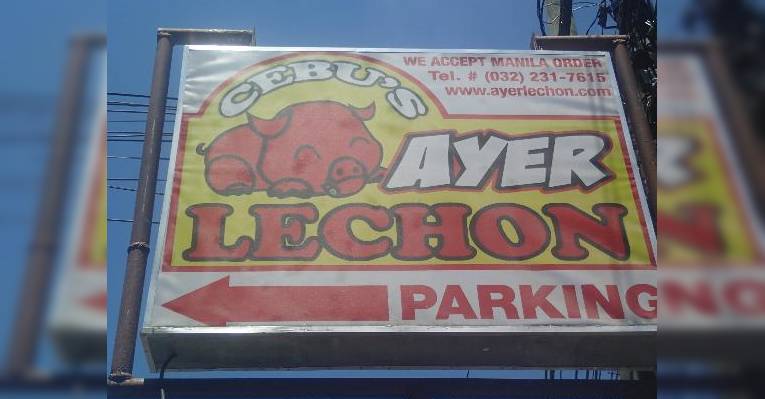 WE ACCEPT MANILA ORDER
Tel. # (032) 231-7615
www.ayerlechon.com
CEBU'S
AYER
LECHON
PARKING